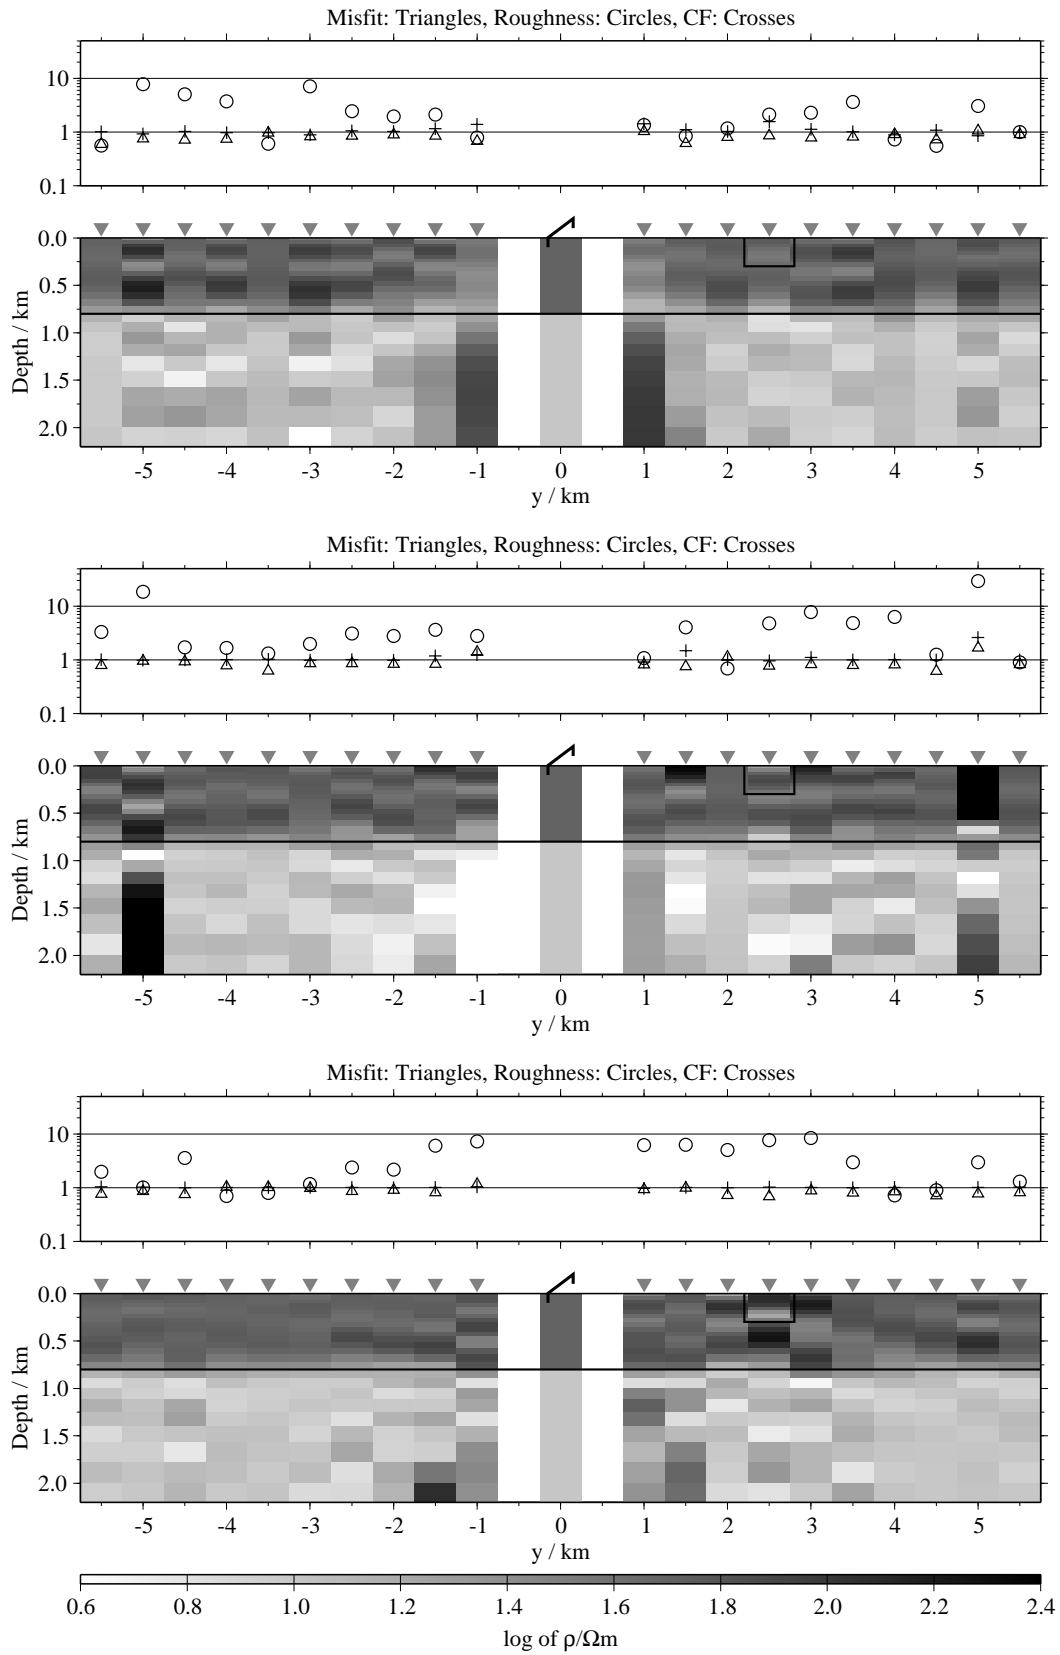 Misfit: Triangles, Roughness: Circles, CF: Crosses
10
1
0.1
0.0
0.5
1.0
1.5
2.0
Depth / km
-5 -4 -3 -2 -1 0 1 2 3 4 5
y / km
Misfit: Triangles, Roughness: Circles, CF: Crosses
10
1
0.1
0.0
0.5
1.0
1.5
2.0
Depth / km
-5 -4 -3 -2 -1 0 1 2 3 4 5
y / km
Misfit: Triangles, Roughness: Circles, CF: Crosses
10
1
0.1
0.0
0.5
1.0
1.5
2.0
Depth / km
-5 -4 -3 -2 -1 0 1 2 3 4 5
y / km
0.6 0.8 1.0 1.2 1.4 1.6 1.8 2.0 2.2 2.4
log of ρ/Ωm